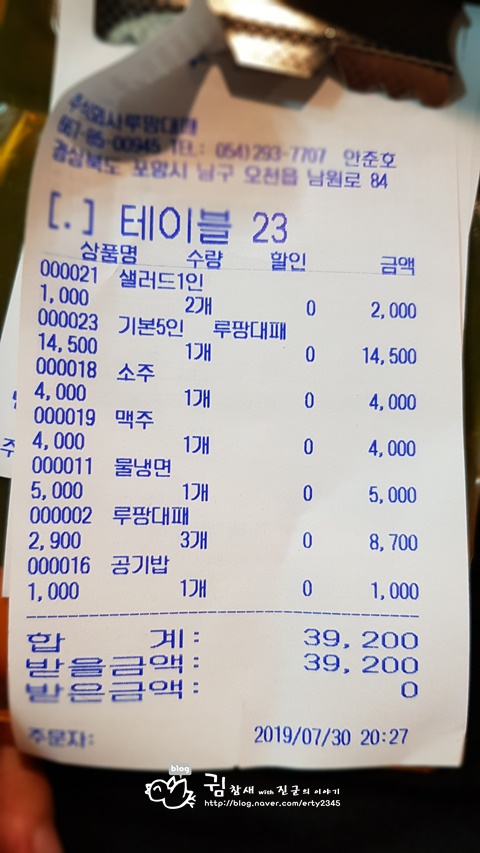 주식회사루팡대패
667-85-00945 TEL: 054)293-7707 안준호
경상북도 포항시 남구 오천읍 남원로 84
[.] 테이블 23
상품명 수량 할인 금액
000021 샐러드1인
1,000 2개 0 2,000
000023 기본5인 루팡대패
14,500 1개 0 14,500
000018 소주
4,000 1개 0 4,000
000019 맥주
4,000 1개 0 4,000
000011 물냉면
5,000 1개 0 5,000
000002 루팡대패
2,900 3개 0 8,700
000016 공기밥
1,000 1개 0 1,000
합 계: 39,200
받을금액: 39,200
받은금액: 0
주문자: 2019/07/30 20:27
blog
귐참새 with 진군의 이야기
http://blog.naver.com/erty2345